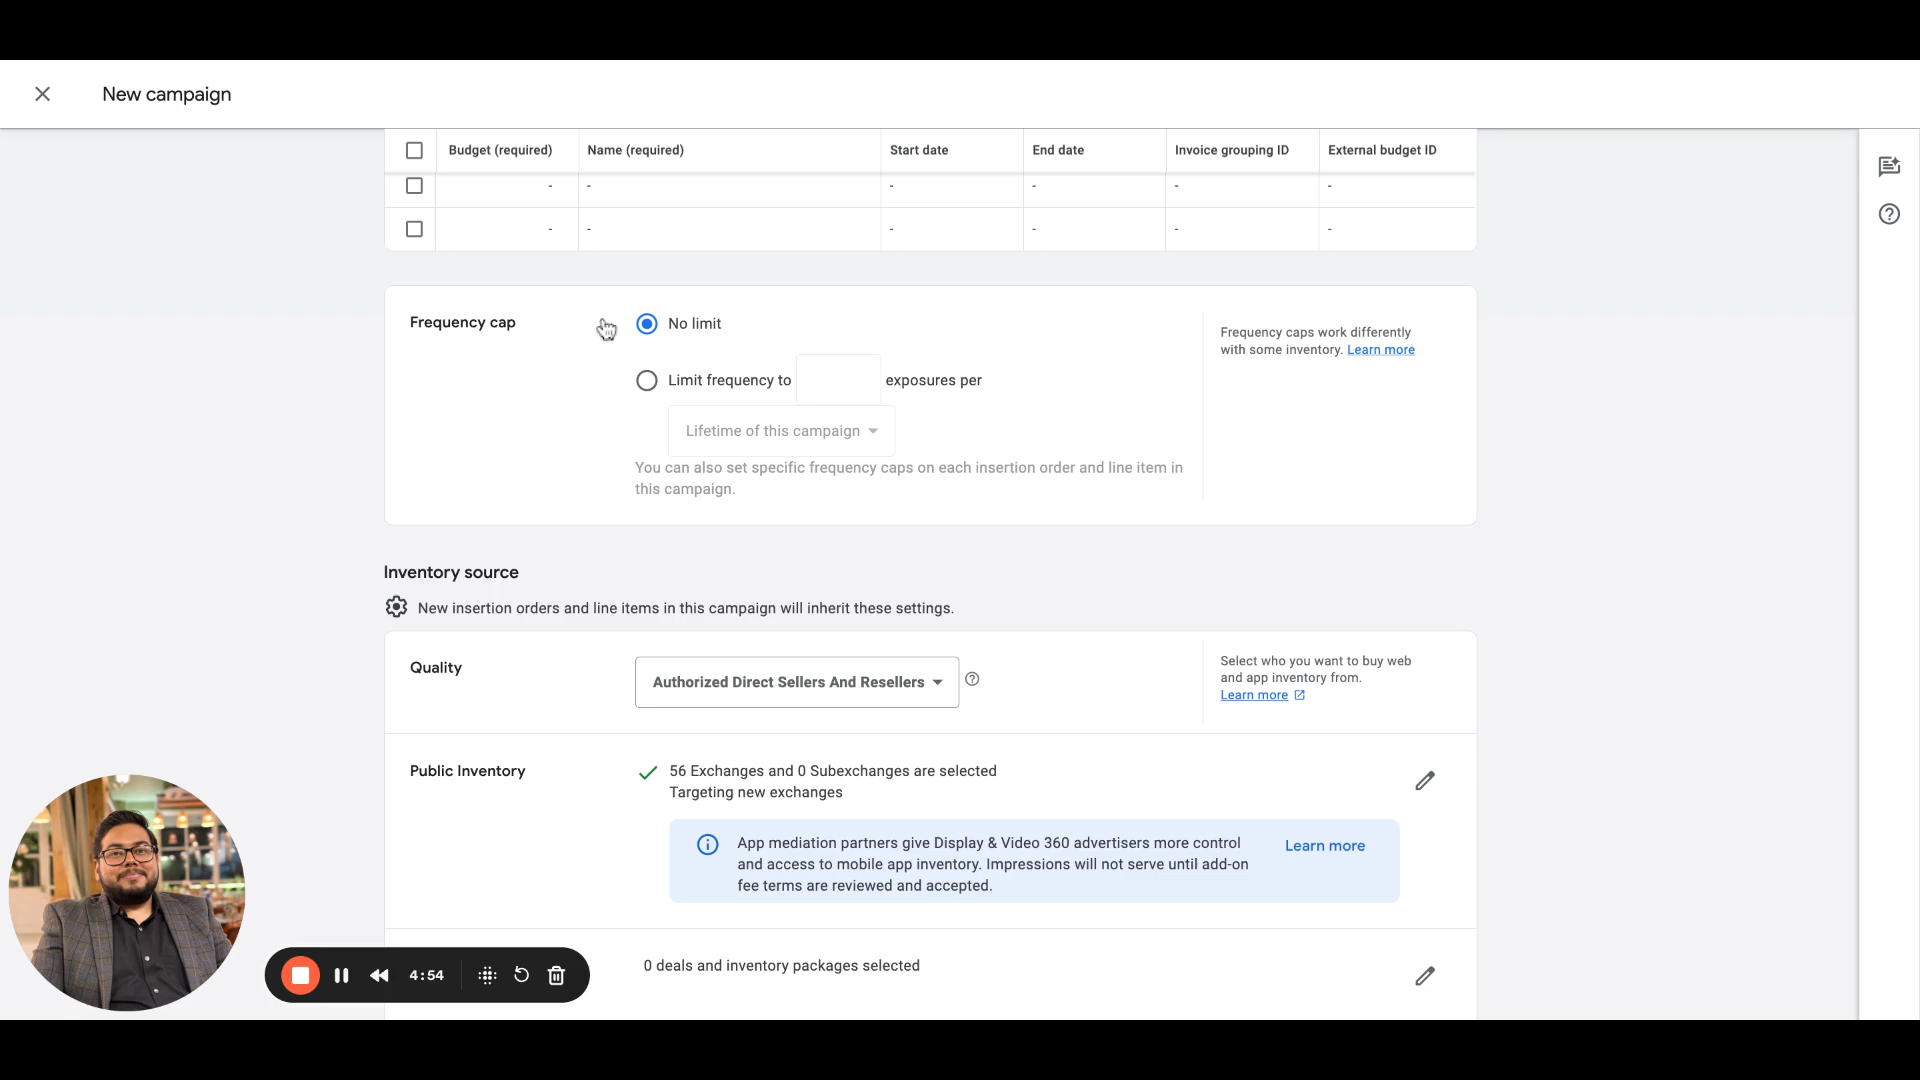 New campaign
Budget (required) Name (required) Start date End date Invoice grouping ID External budget ID
- - - - - -
- - - - - -
Frequency cap
No limit
Limit frequency to exposures per
Lifetime of this campaign
You can also set specific frequency caps on each insertion order and line item in
this campaign.
Frequency caps work differently
with some inventory. Learn more
Inventory source
New insertion orders and line items in this campaign will inherit these settings.
Quality
Authorized Direct Sellers And Resellers
Select who you want to buy web
and app inventory from.
Learn more
Public Inventory
56 Exchanges and 0 Subexchanges are selected
Targeting new exchanges
App mediation partners give Display & Video 360 advertisers more control
and access to mobile app inventory. Impressions will not serve until add-on
fee terms are reviewed and accepted.
Learn more
0 deals and inventory packages selected
4:54